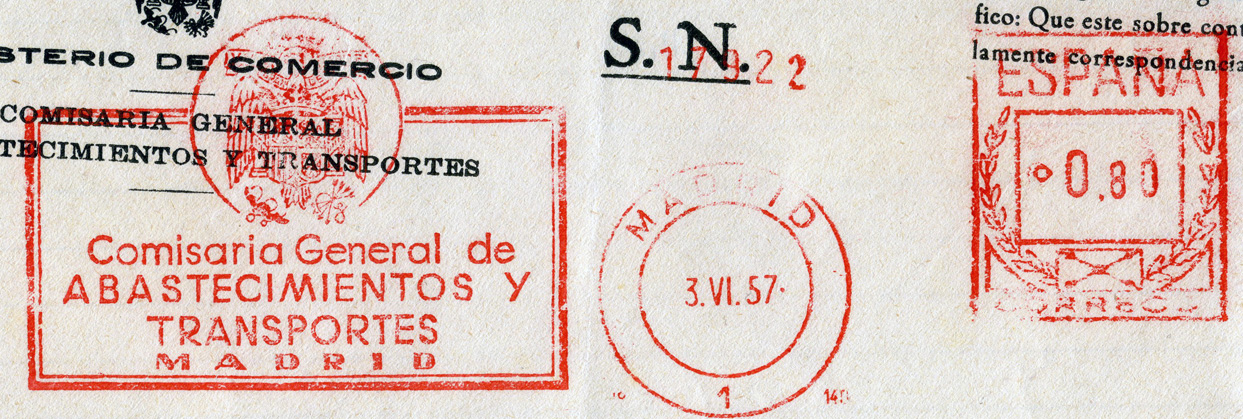 STERIO DE COMERCIO
COMISARIA GENERAL
TECIMIENTOS Y TRANSPORTES
Comisaria General de
ABASTECIMIENTOS Y
TRANSPORTES
MADRID
S. N.
17922
MADRID
3.VI.57.
1
fico: Que este sobre cont
lamente correspondencia
ESPAÑA
0,80
CORREOS